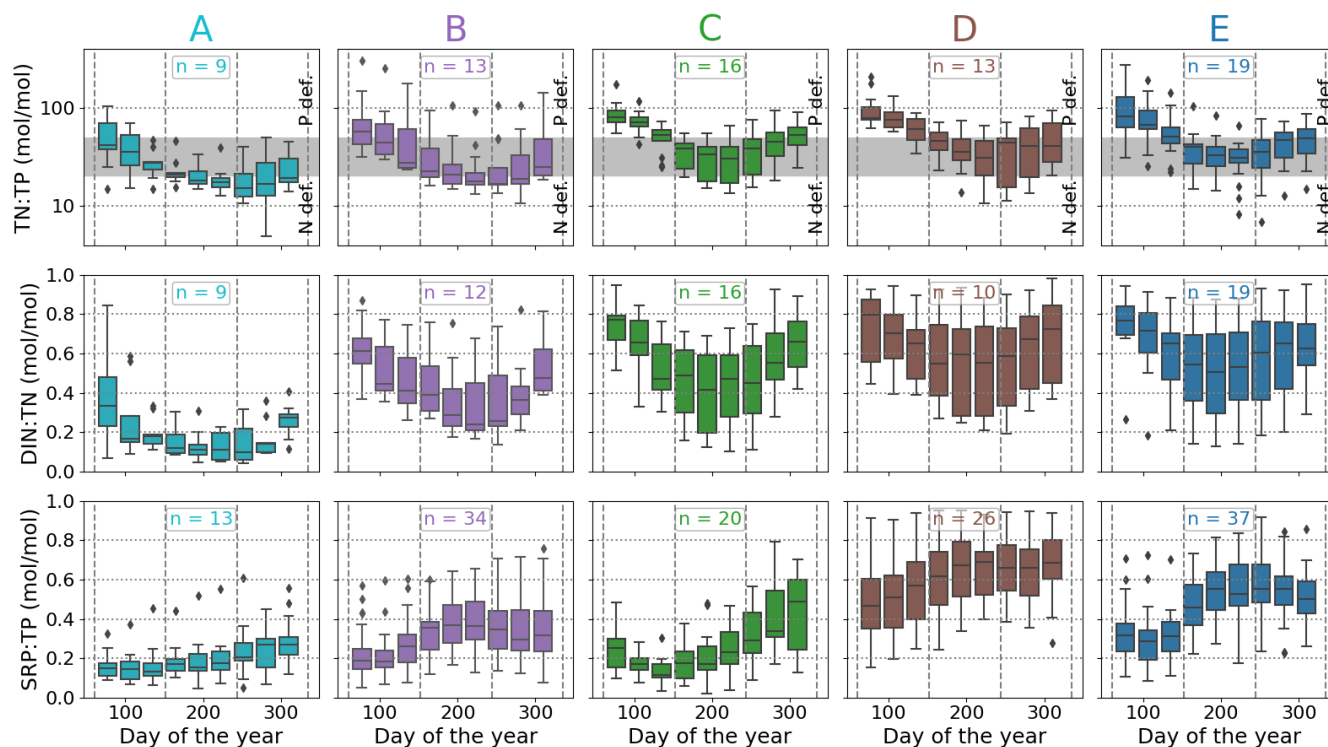 A B C D E
TN:TP (mol/mol)
100
10
n = 9 n = 13 n = 16 n = 13 n = 19
P def. P def. P def. P def. P def.
N def. N def. N def. N def. N def.
DIN:TN (mol/mol)
1.0
0.8
0.6
0.4
0.2
0.0
n = 9 n = 12 n = 16 n = 10 n = 19
SRP:TP (mol/mol)
1.0
0.8
0.6
0.4
0.2
0.0
n = 13 n = 34 n = 20 n = 26 n = 37
100 200 300 100 200 300 100 200 300 100 200 300 100 200 300
Day of the year Day of the year Day of the year Day of the year Day of the year